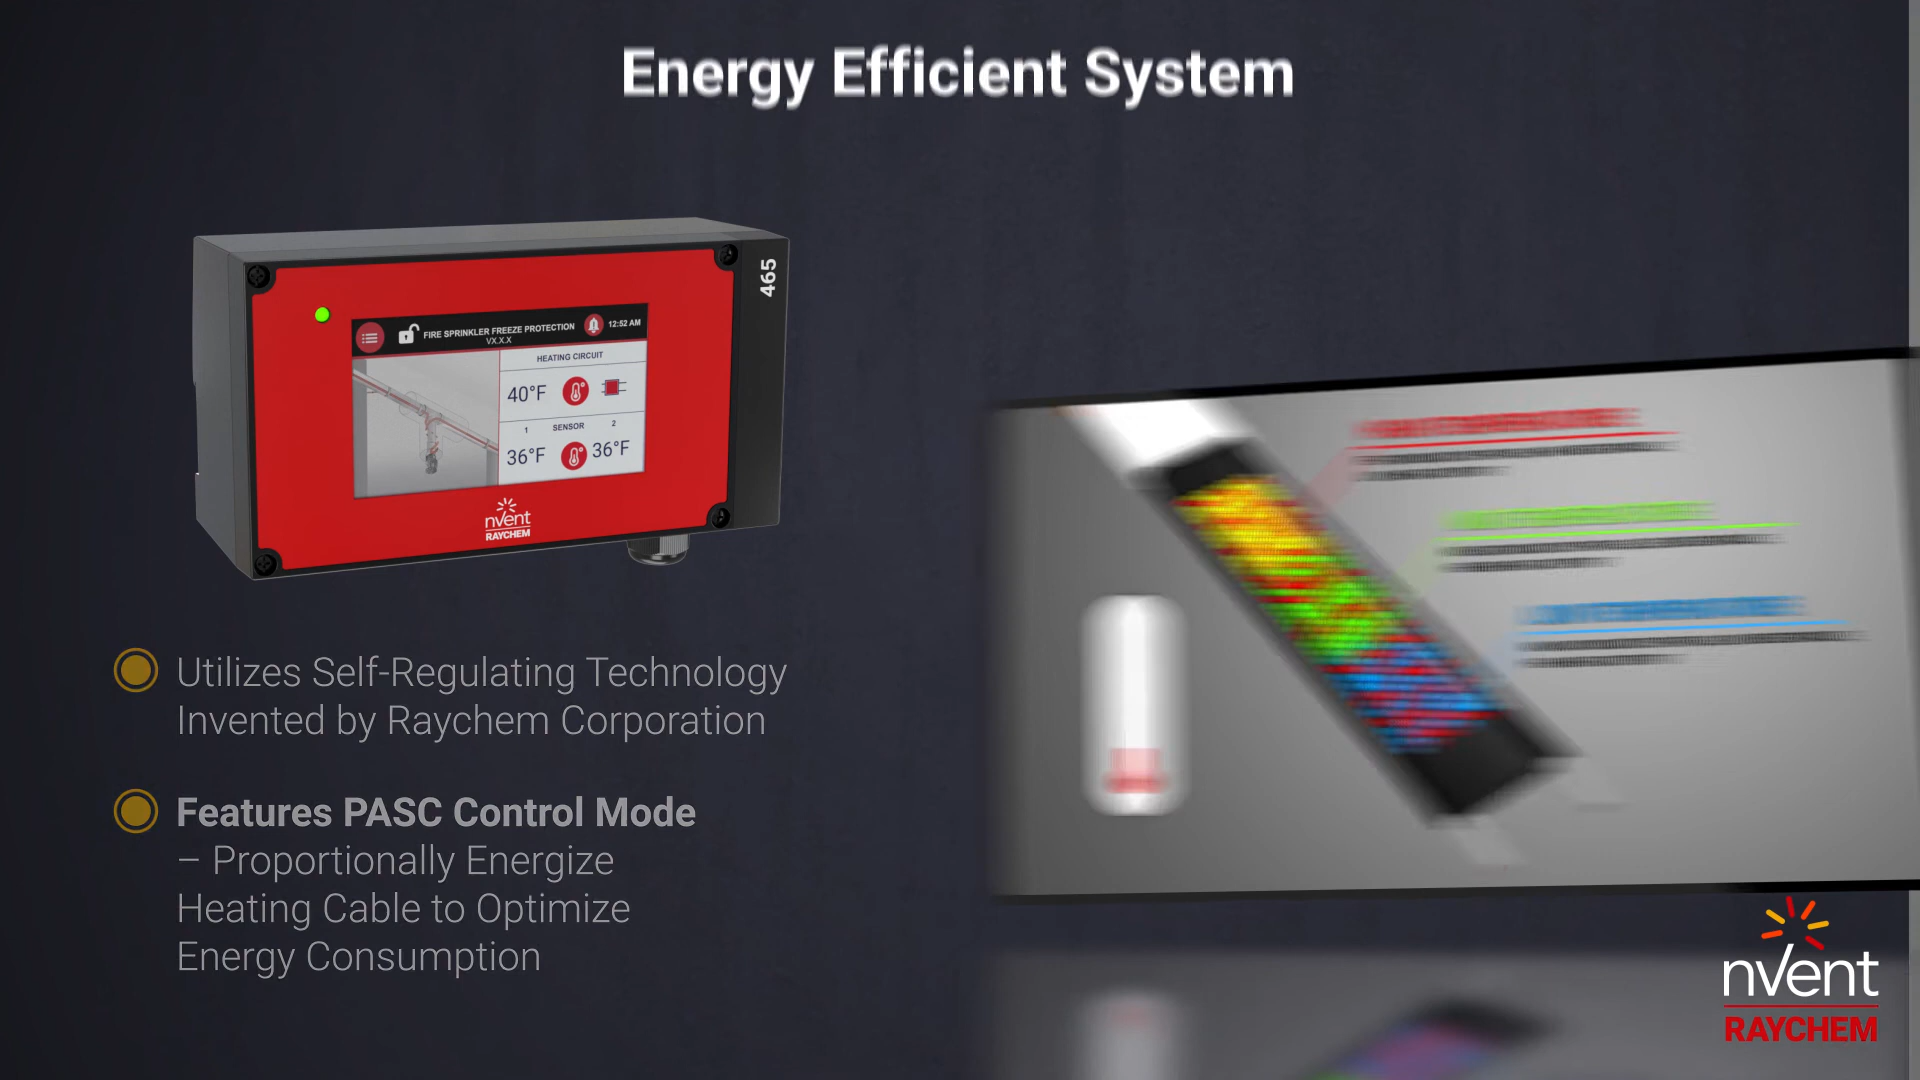 Energy Efficient System
465
FIRE SPRINKLER FREEZE PROTECTION
VX.X.X
12:52 AM
HEATING CIRCUIT
40°F
1 SENSOR 2
36°F 36°F
nvent
RAYCHEM
Utilizes Self-Regulating Technology
Invented by Raychem Corporation
Features PASC Control Mode
– Proportionally Energize
Heating Cable to Optimize
Energy Consumption
nvent
RAYCHEM